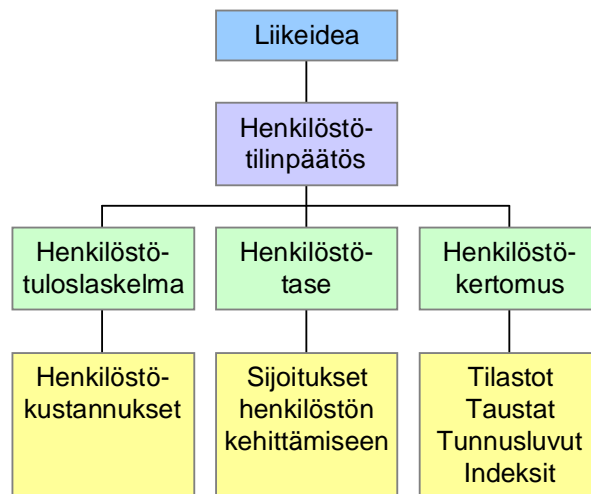 Liikeidea
Henkilöstö-
tilinpäätös
Henkilöstö-
tuloslaskelma
Henkilöstö-
tase
Henkilöstö-
kertomus
Henkilöstö-
kustannukset
Sijoitukset
henkilöstön
kehittämiseen
Tilastot
Taustat
Tunnusluvut
Indeksit